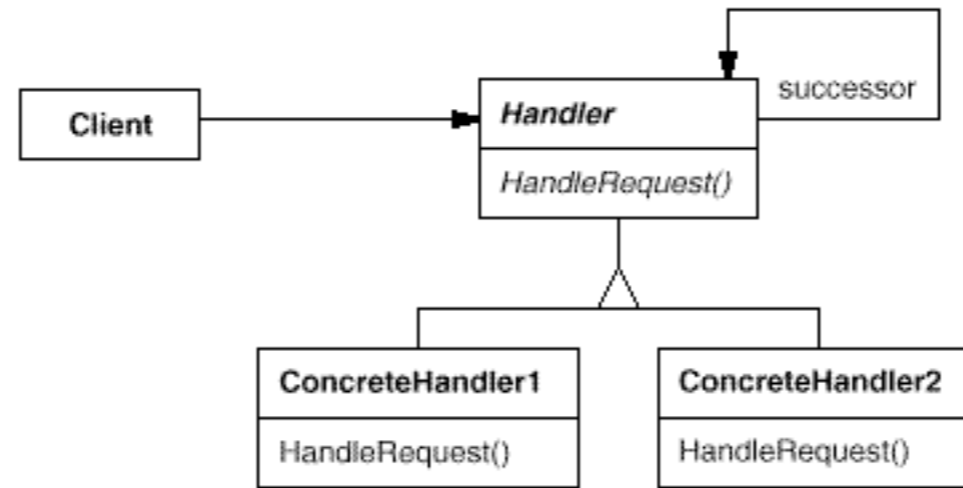 successor
Client
Handler
HandleRequest()
ConcreteHandler1
ConcreteHandler2
HandleRequest()
HandleRequest()